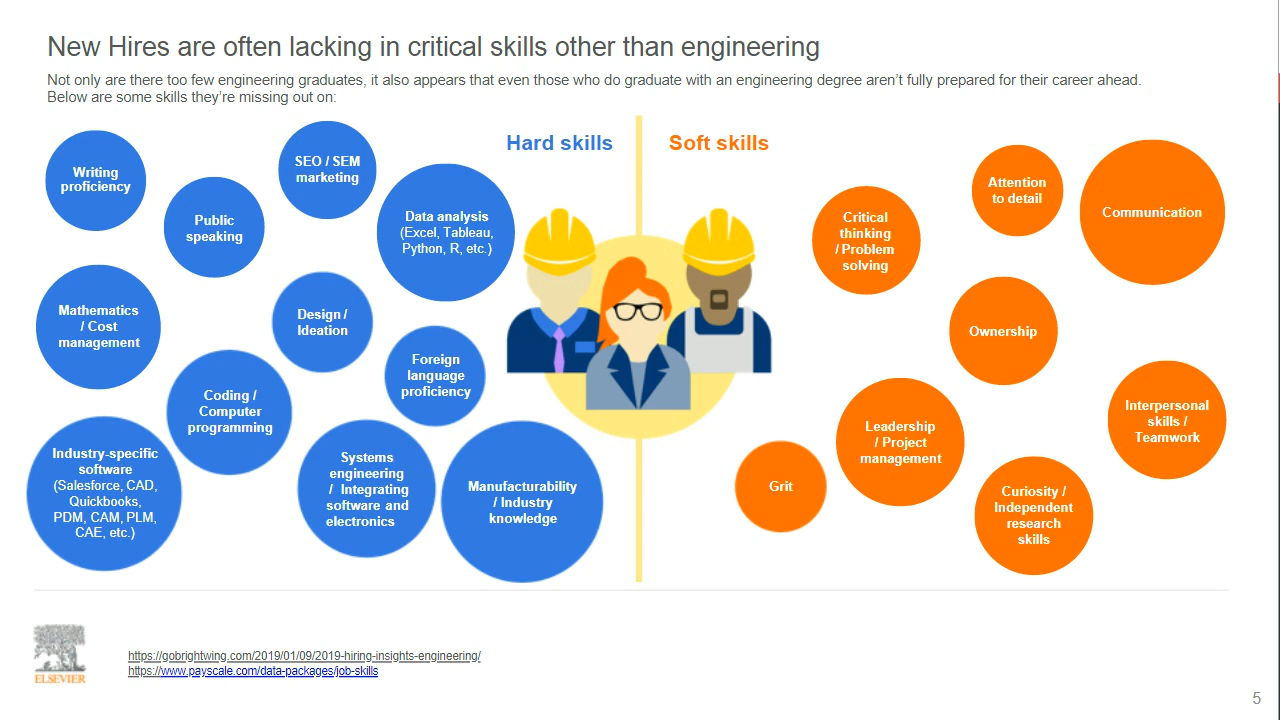 New Hires are often lacking in critical skills other than engineering
Not only are there too few engineering graduates, it also appears that even those who do graduate with an engineering degree aren't fully prepared for their career ahead.
Below are some skills they're missing out on:
Hard skills
Writing
proficiency
Public
speaking
SEO / SEM
marketing
Data analysis
(Excel, Tableau,
Python, R, etc.)
Mathematics
/ Cost
management
Design /
Ideation
Foreign
language
proficiency
Coding /
Computer
programming
Industry-specific
software
(Salesforce, CAD,
Quickbooks,
PDM, CAM, PLM,
CAE, etc.)
Systems
engineering
/ Integrating
software and
electronics
Manufacturability
/ Industry
knowledge
Soft skills
Critical
thinking
/ Problem
solving
Attention
to detail
Communication
Ownership
Leadership
/ Project
management
Interpersonal
skills /
Teamwork
Grit
Curiosity /
Independent
research
skills
ELSEVIER
https://gobrightwing.com/2019/01/09/2019-hiring-insights-engineering/
https://www.payscale.com/data-packages/job-skills
5